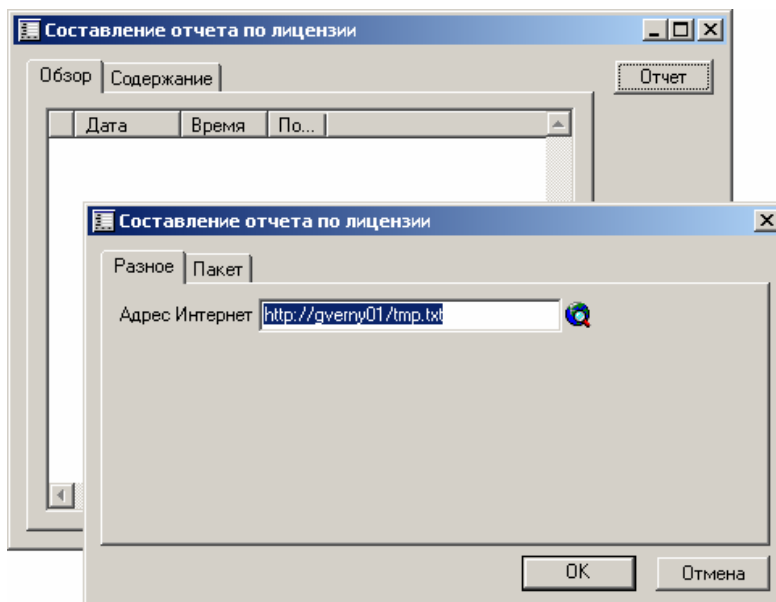 Составление отчета по лицензии
Обзор Содержание Отчет
Дата Время По...
Составление отчета по лицензии
Разное Пакет
Адрес Интернет http://gverny01/tmp.txt
OK Отмена